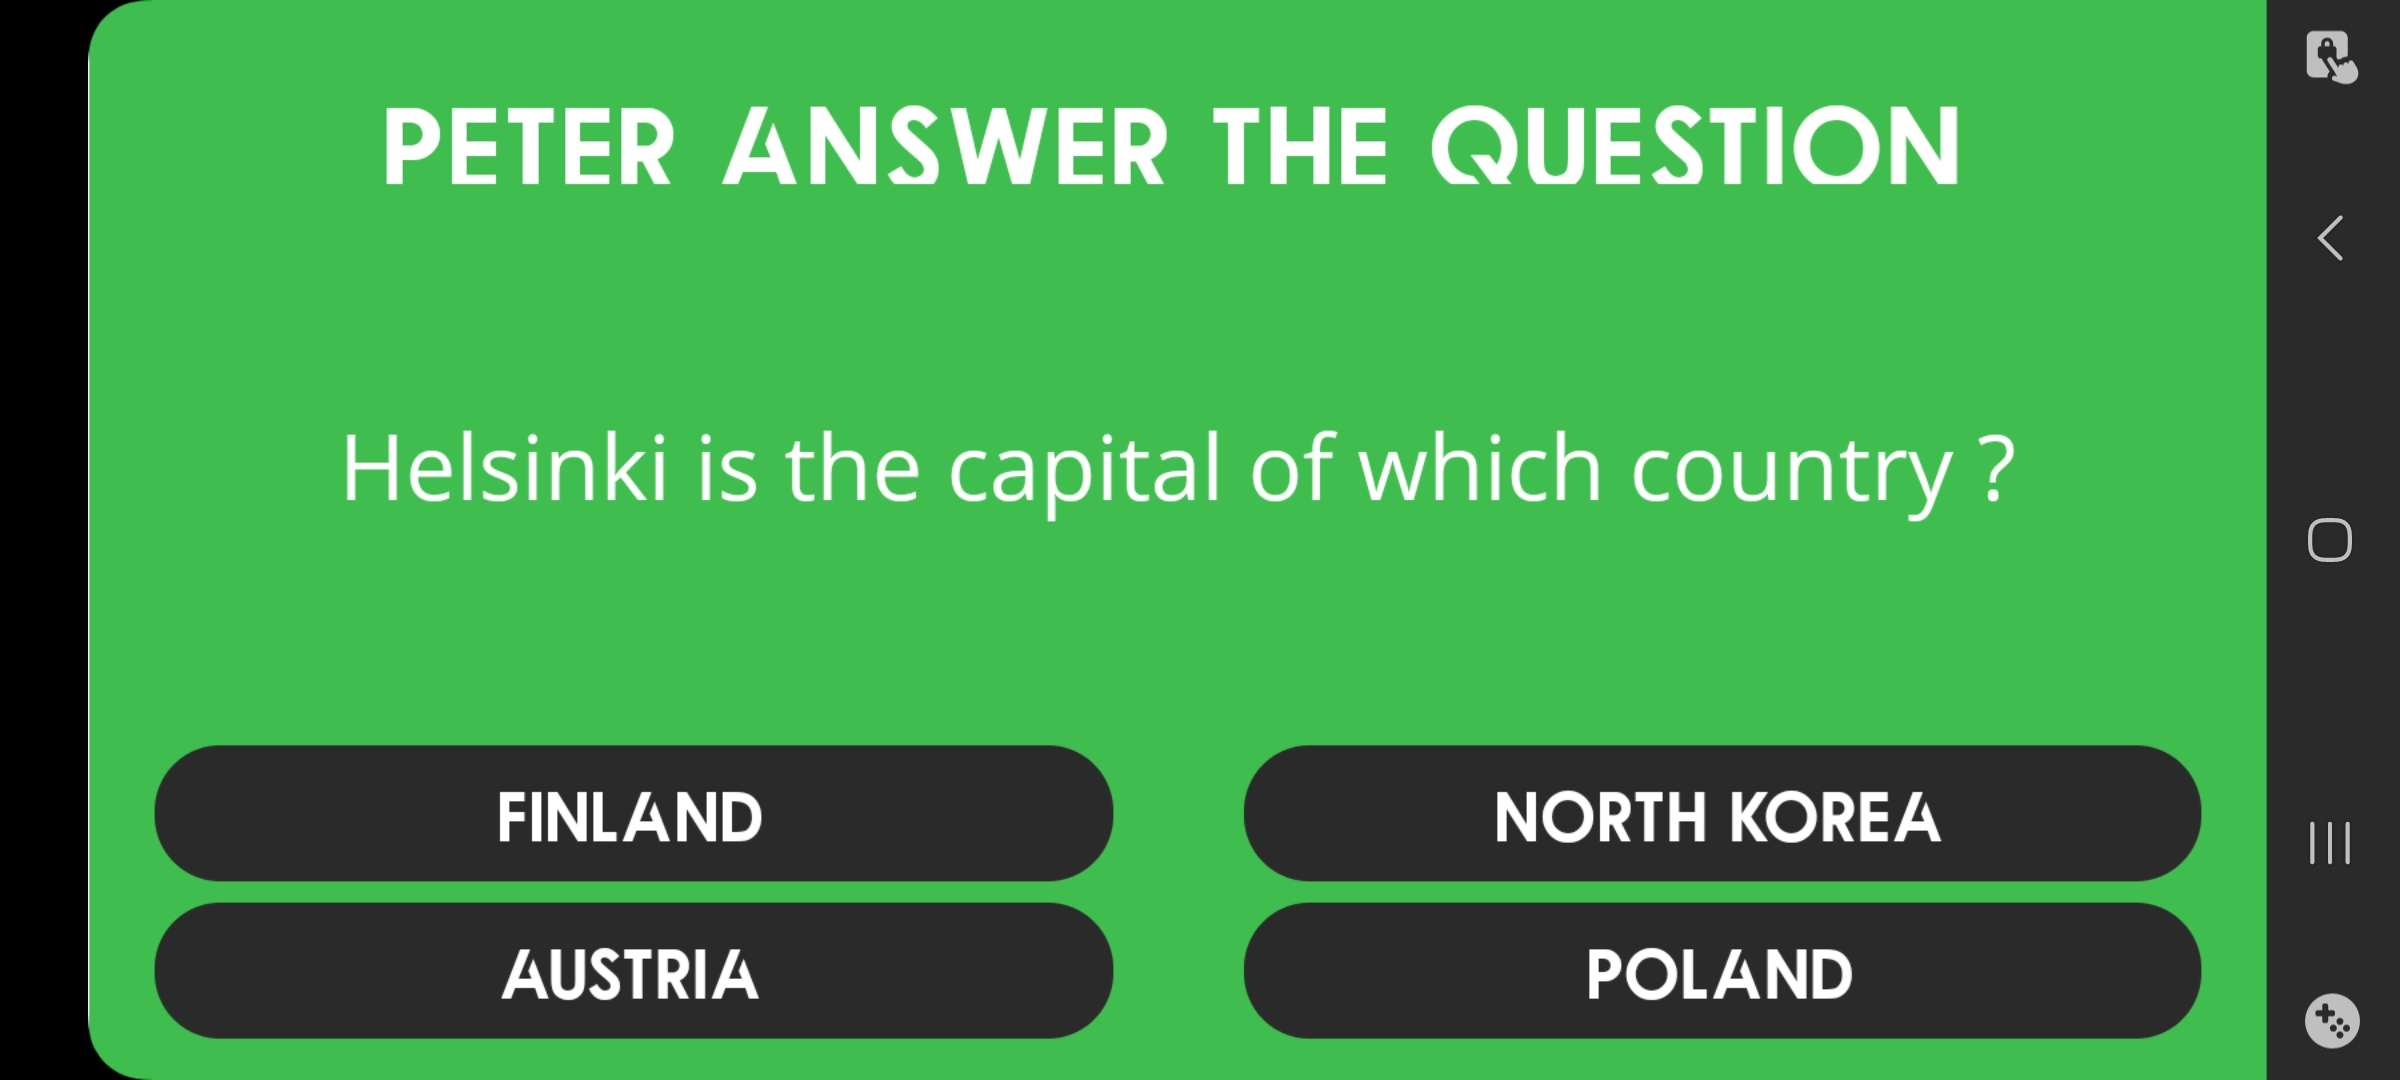 PETER ANSWER THE QUESTION
Helsinki is the capital of which country ?
FINLAND
NORTH KOREA
AUSTRIA
POLAND